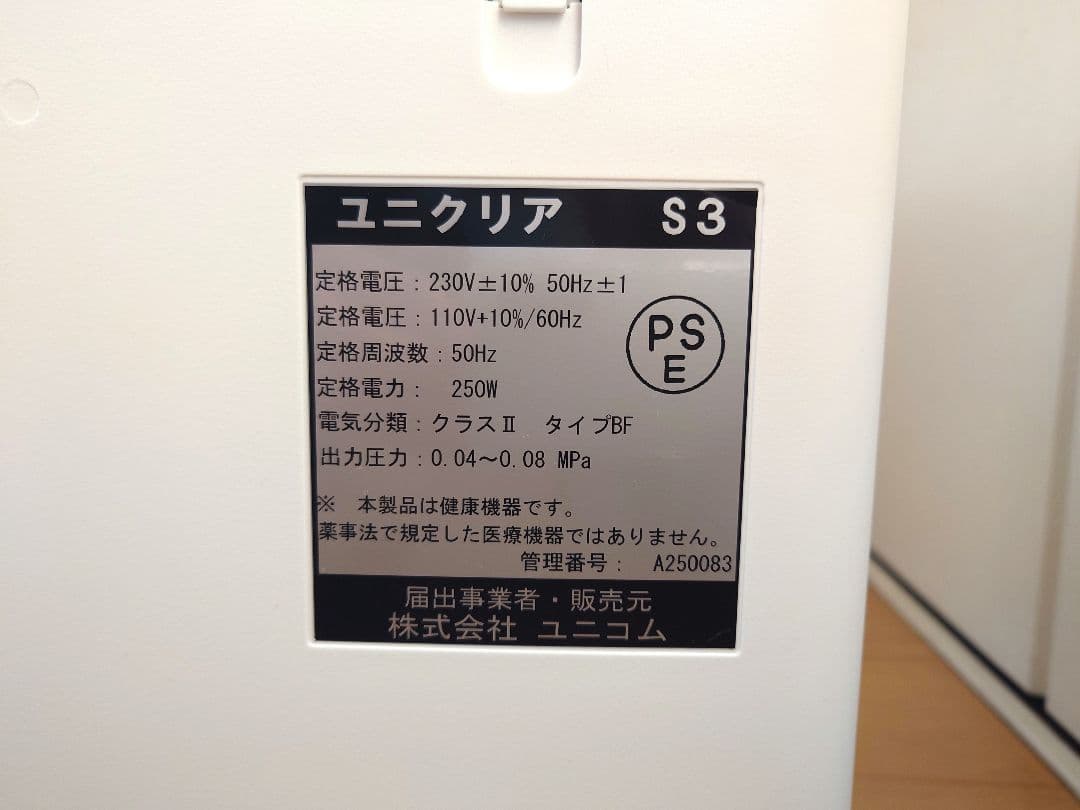 ユニクリア S3
定格電圧：230V±10% 50Hz±1
定格電圧：110V+10%/60Hz
定格周波数：50Hz
定格電力： 250W
PS
E
電気分類：クラスⅡ タイプBF
出力圧力：0.04～0.08 MPa
※ 本製品は健康機器です。
薬事法で規定した医療機器ではありません。
管理番号： A250083
届出事業者・販売元
株式会社 ユニコム